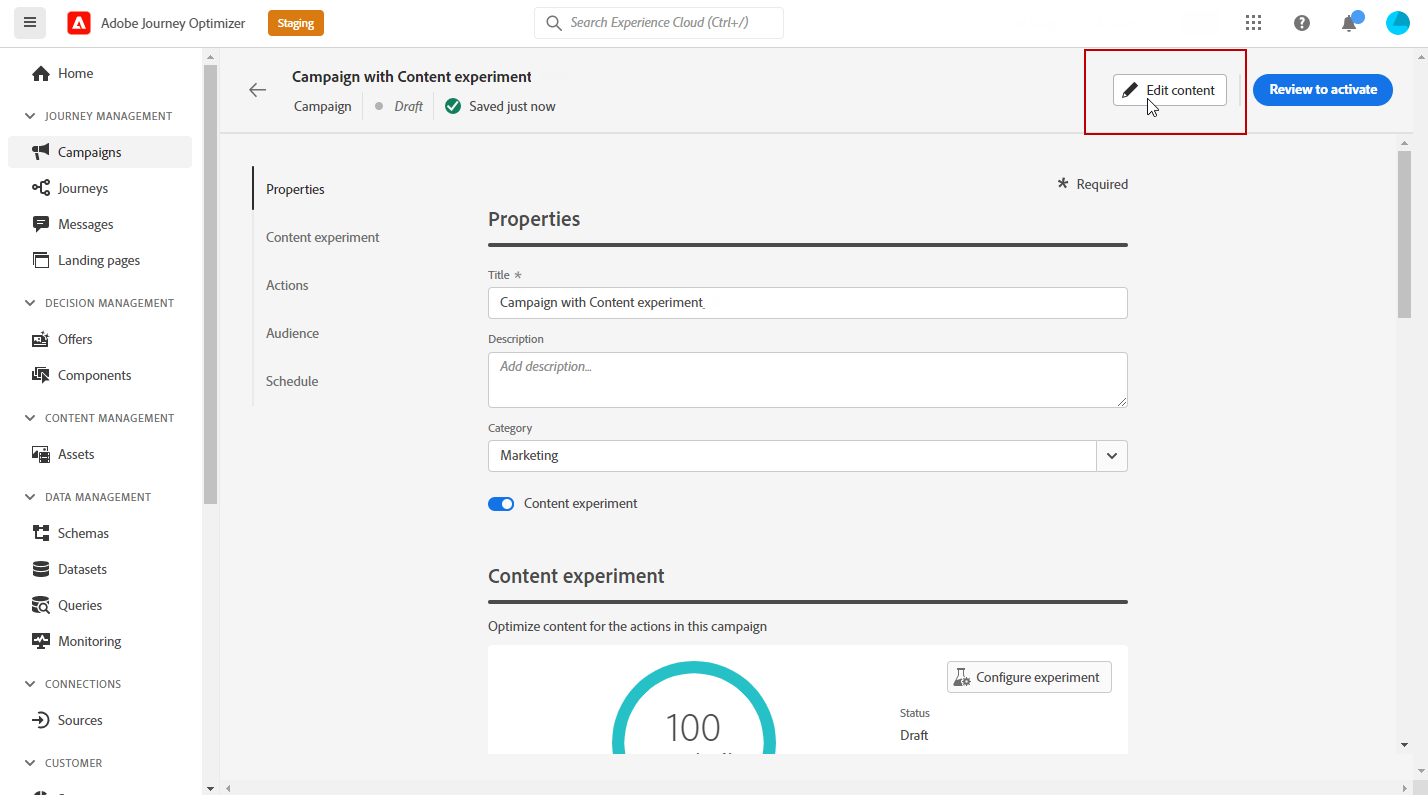 Adobe Journey Optimizer
Staging
Search Experience Cloud (Ctrl+/)
Home
JOURNEY MANAGEMENT
Campaigns
Journeys
Messages
Landing pages
DECISION MANAGEMENT
Offers
Components
CONTENT MANAGEMENT
Assets
DATA MANAGEMENT
Schemas
Datasets
Queries
Monitoring
CONNECTIONS
Sources
CUSTOMER
Campaign with Content experiment
Campaign
Draft
Saved just now
Edit content
Review to activate
Properties
Content experiment
Actions
Audience
Schedule
* Required
Properties
Title *
Campaign with Content experiment
Description
Add description...
Category
Marketing
Content experiment
Content experiment
Optimize content for the actions in this campaign
100
Configure experiment
Status
Draft